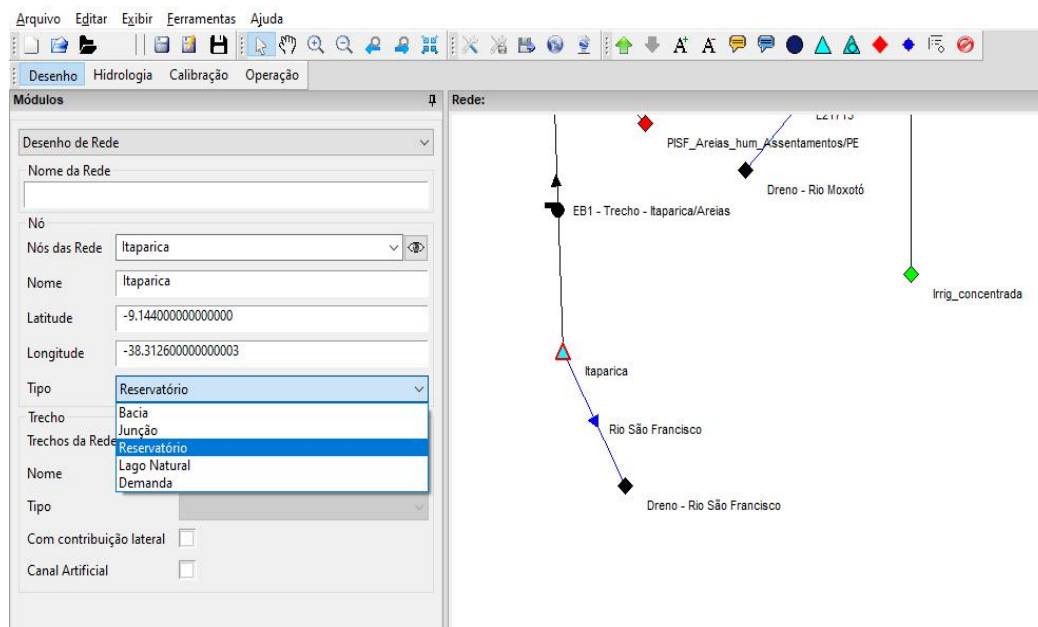 Arquivo Editar Exibir Ferramentas Ajuda
Desenho Hidrologia Calibração Operação
Módulos
Rede:
Desenho de Rede
Nome da Rede
Nó
Nós das Rede Itaparica
Nome Itaparica
Latitude -9.144000000000000
Longitude -38.312600000000003
Tipo Reservatório
Bacia
Junção
Reservatório
Lago Natural
Demanda
Trecho
Trechos da Rede
Nome
Tipo
Com contribuição lateral
Canal Artificial
PISF_Areias_hum_Assentamentos/PE
Dreno - Rio Moxotó
EB1 - Trecho - Itaparica/Areias
Irrig_concentrada
Itaparica
Rio São Francisco
Dreno - Rio São Francisco